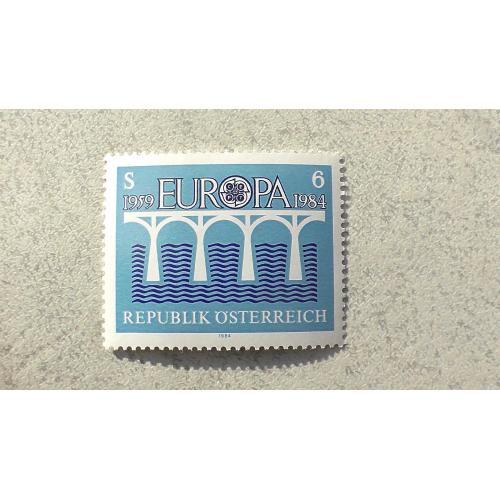 S 6
1959 EUROPA 1984
REPUBLIK ÖSTERREICH
1984